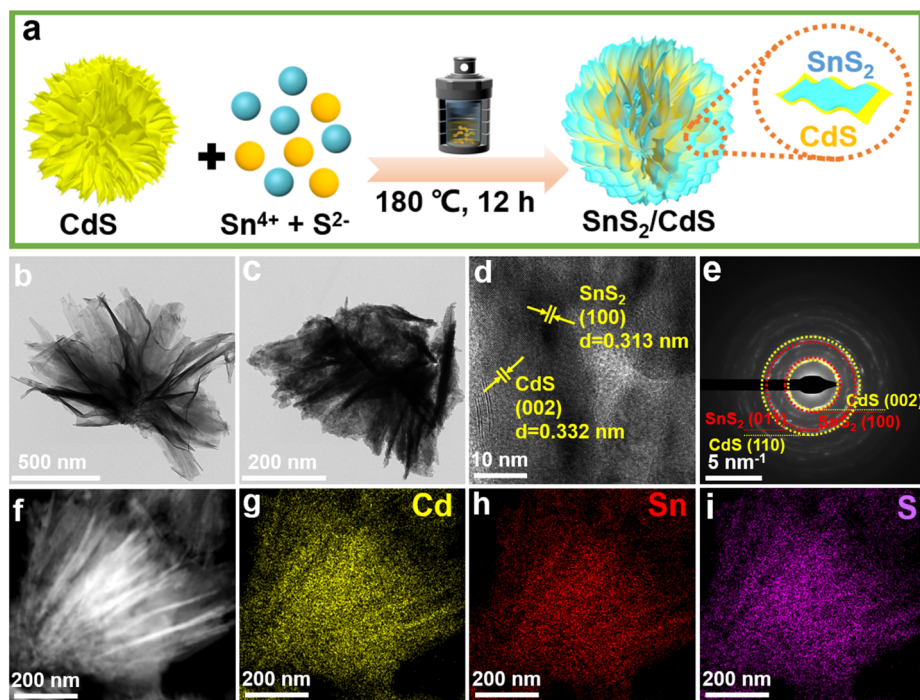 a
SnS₂
CdS
CdS
Sn⁴⁺ + S²⁻
180 ℃, 12 h
SnS₂/CdS
b
500 nm
c
200 nm
d
SnS₂
(100)
d=0.313 nm
CdS
(002)
d=0.332 nm
10 nm
e
CdS (002)
SnS₂ (011)
SnS₂ (100)
CdS (110)
5 nm⁻¹
f
200 nm
g
Cd
200 nm
h
Sn
200 nm
i
S
200 nm